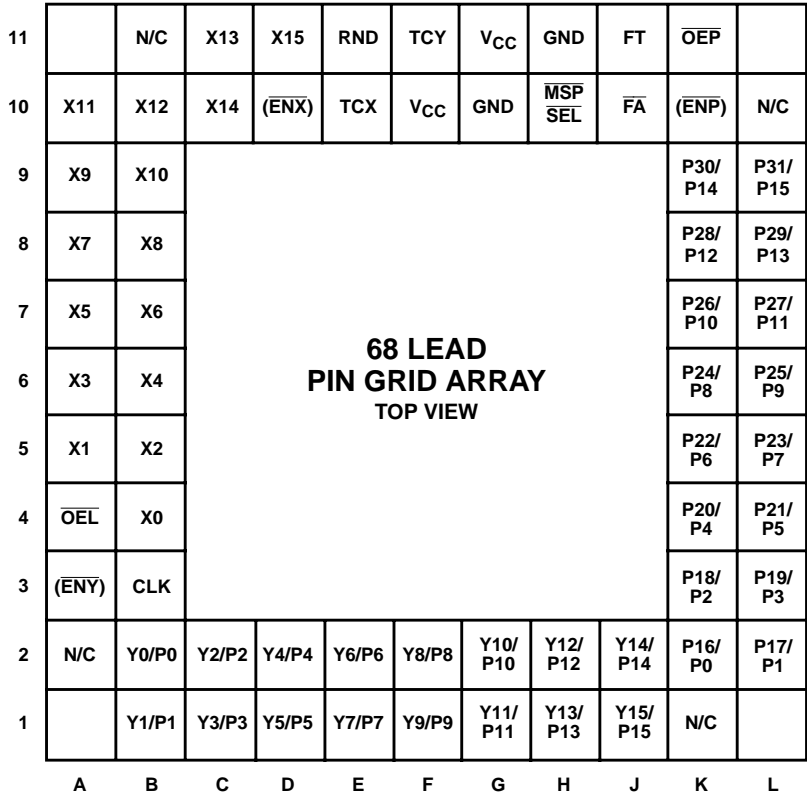 11 N/C X13 X15 RND TCY VCC GND FT OEP
10 X11 X12 X14 (ENX) TCX VCC GND MSP SEL FA (ENP) N/C
9 X9 X10 P30/P14 P31/P15
8 X7 X8 P28/P12 P29/P13
7 X5 X6 P26/P10 P27/P11
68 LEAD
6 X3 X4 PIN GRID ARRAY P24/P8 P25/P9
TOP VIEW
5 X1 X2 P22/P6 P23/P7
4 OEL X0 P20/P4 P21/P5
3 (ENY) CLK P18/P2 P19/P3
2 N/C Y0/P0 Y2/P2 Y4/P4 Y6/P6 Y8/P8 Y10/P10 Y12/P12 Y14/P14 P16/P0 P17/P1
1 Y1/P1 Y3/P3 Y5/P5 Y7/P7 Y9/P9 Y11/P11 Y13/P13 Y15/P15 N/C
A B C D E F G H J K L